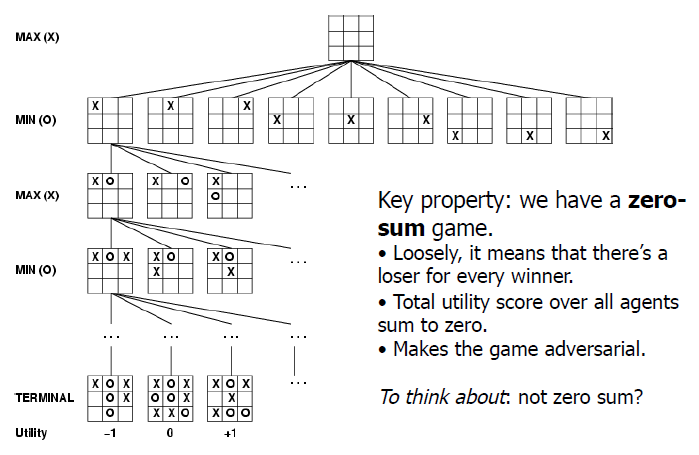 MAX (X)
X X X
MIN (O) X X X
X X X
X O X O X ...
MAX (X) O
Key property: we have a zero-
sum game.
X O X X O X O ...
MIN (O) X X
• Loosely, it means that there's a
loser for every winner.
• Total utility score over all agents
sum to zero.
... ... ... ...
• Makes the game adversarial.
X O X X O X X O X ...
TERMINAL O X O O X X
O X X O X O O
To think about: not zero sum?
Utility −1 0 +1